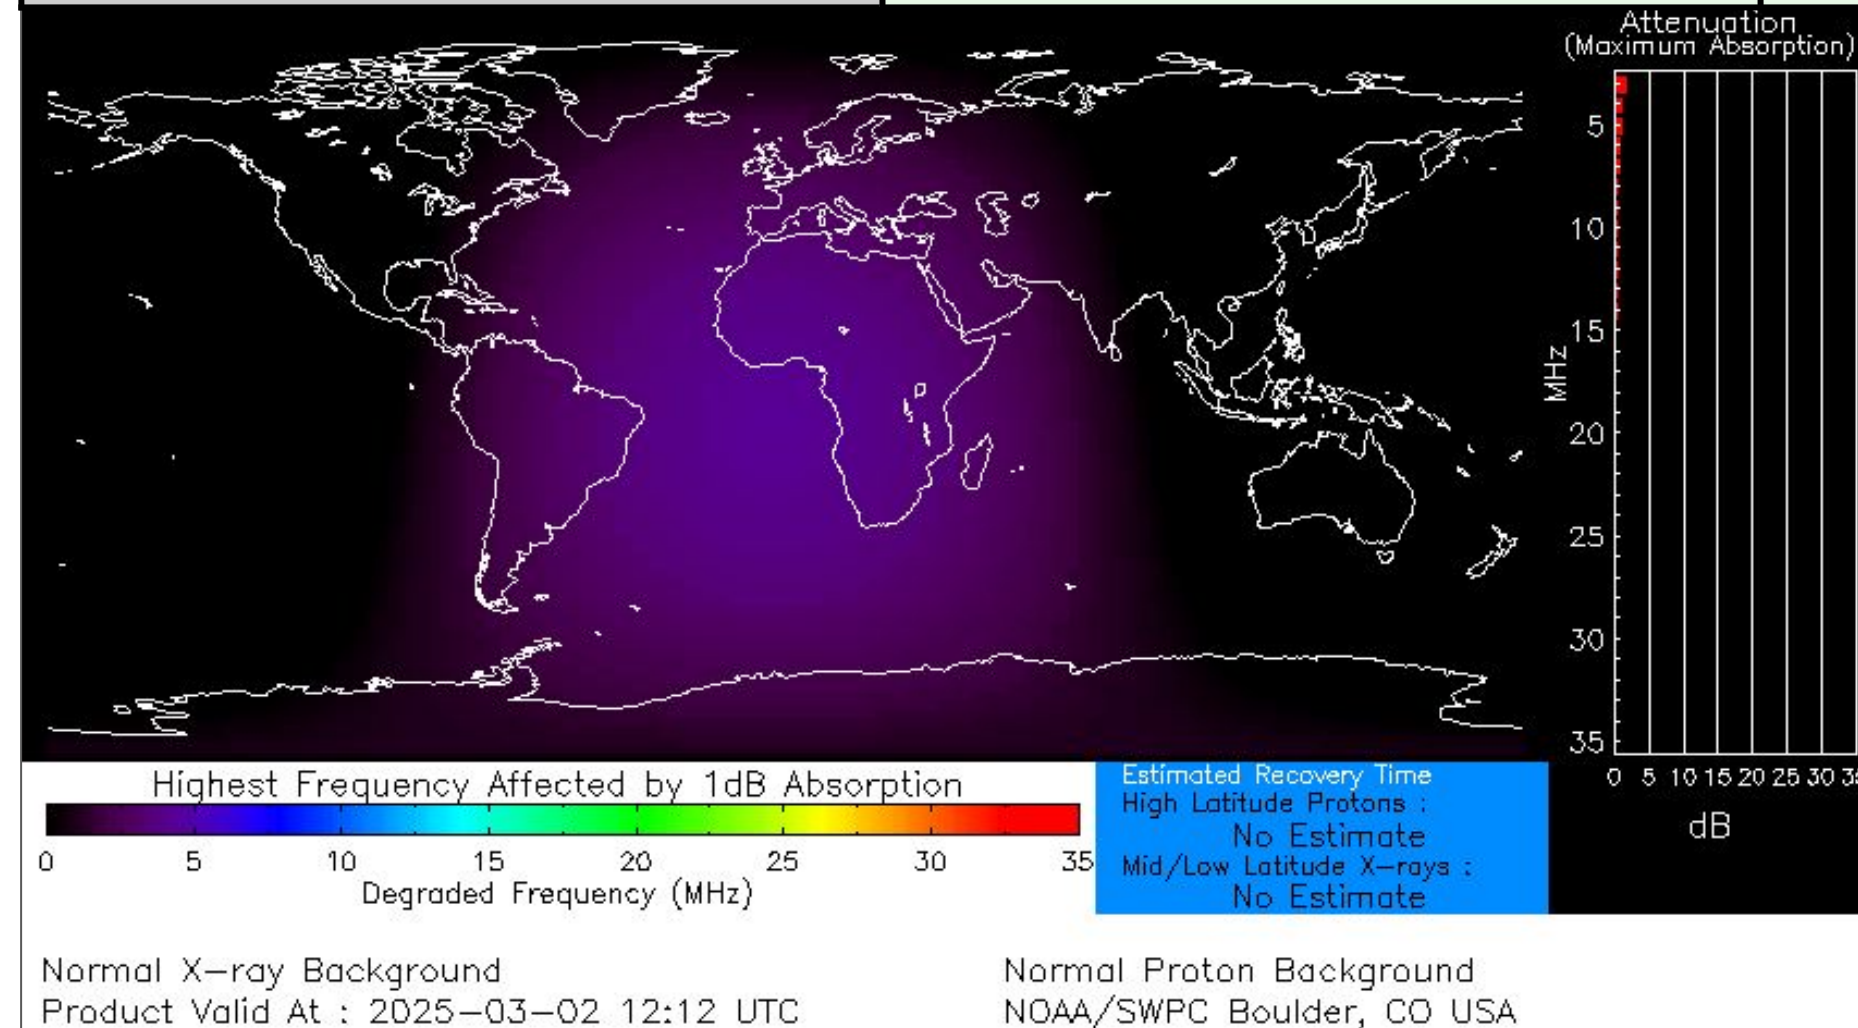 Attenuation
(Maximum Absorption)
5
10
15
20
25
30
35
MHz
0 5 10 15 20 25 30
dB
Highest Frequency Affected by 1dB Absorption
0 5 10 15 20 25 30 35
Degraded Frequency (MHz)
Estimated Recovery Time
High Latitude Protons :
No Estimate
Mid/Low Latitude X-rays :
No Estimate
Normal X-ray Background
Product Valid At : 2025-03-02 12:12 UTC
Normal Proton Background
NOAA/SWPC Boulder, CO USA